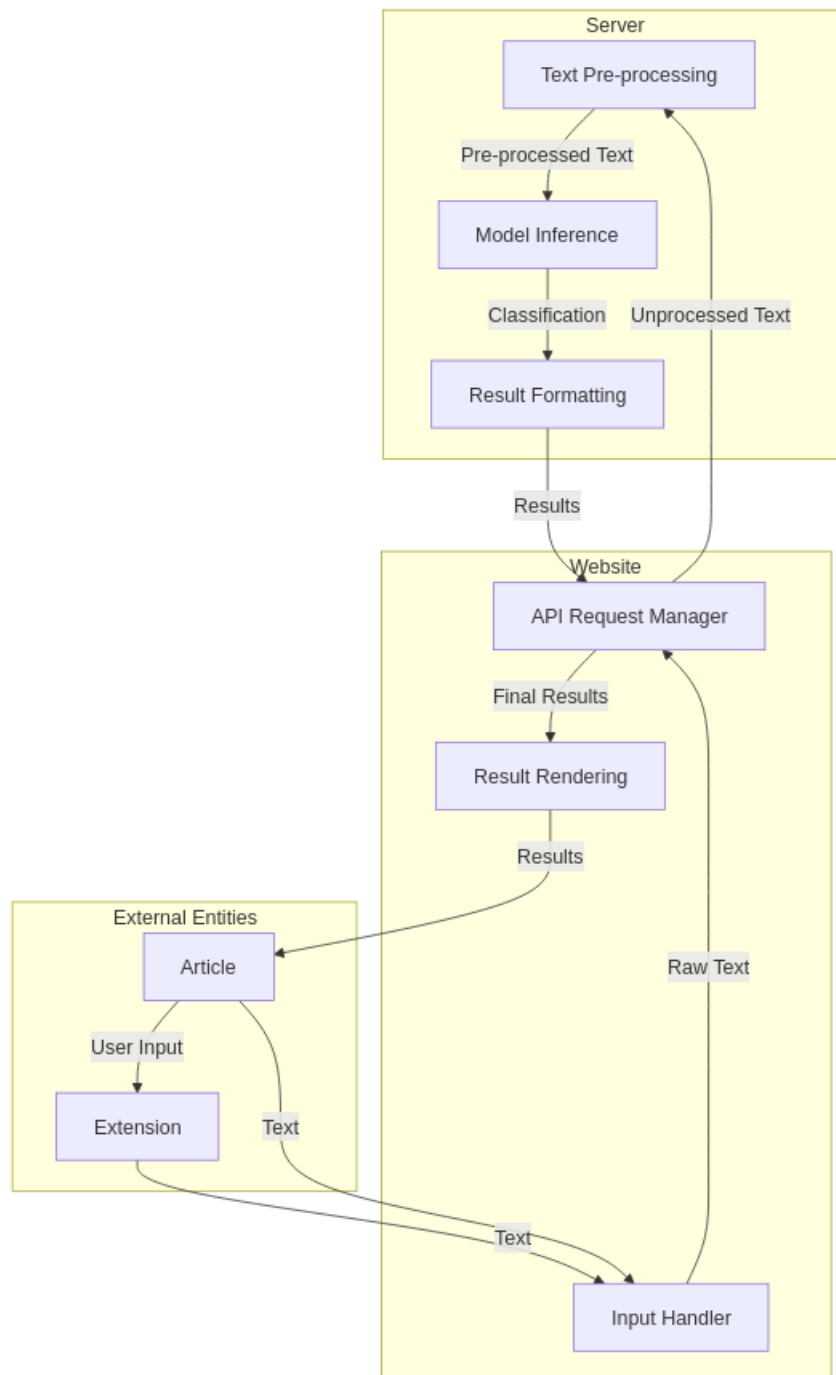 Server
Text Pre-processing
Pre-processed Text
Model Inference
Classification
Unprocessed Text
Result Formatting
Results
Website
API Request Manager
Final Results
Result Rendering
Results
External Entities
Article
Raw Text
User Input
Extension
Text
Text
Input Handler